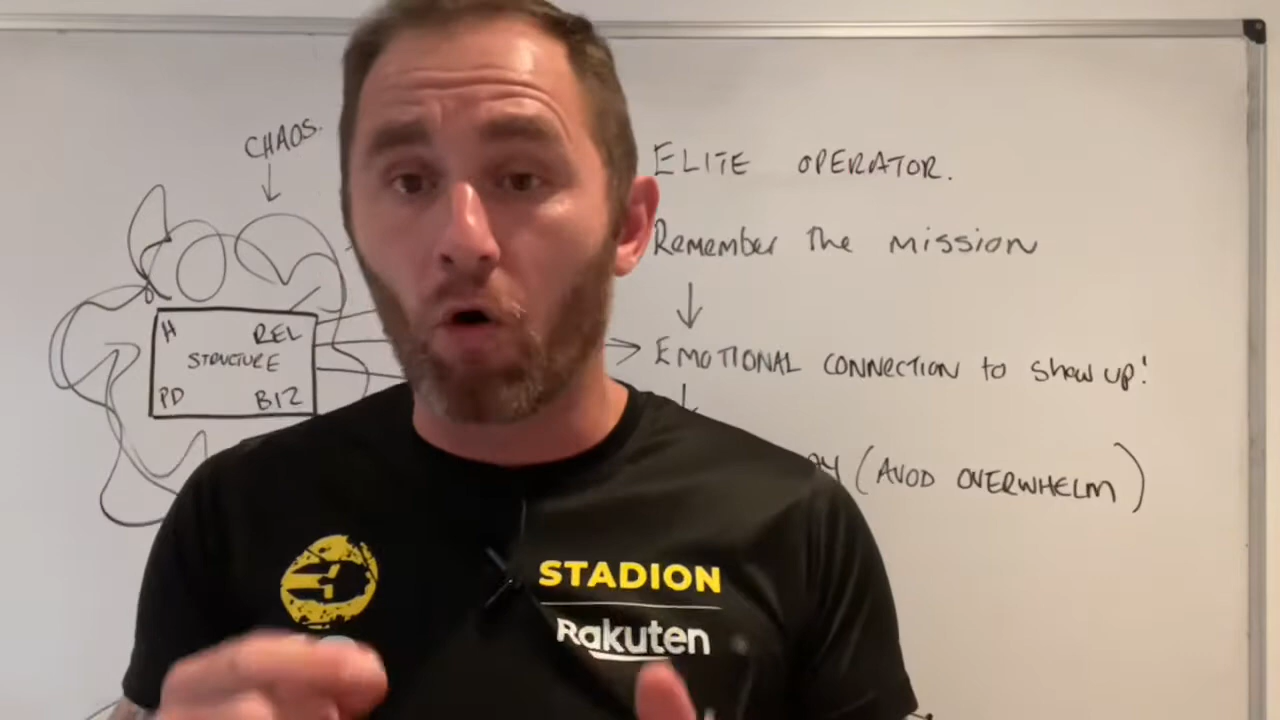 CHAOS.
H REL
STRUCTURE
PD BIZ
ELITE OPERATOR.
Remember the mission
EMOTIONAL CONNECTION to show up!
(AVOD OVERWHELM)
STADION
Rakuten